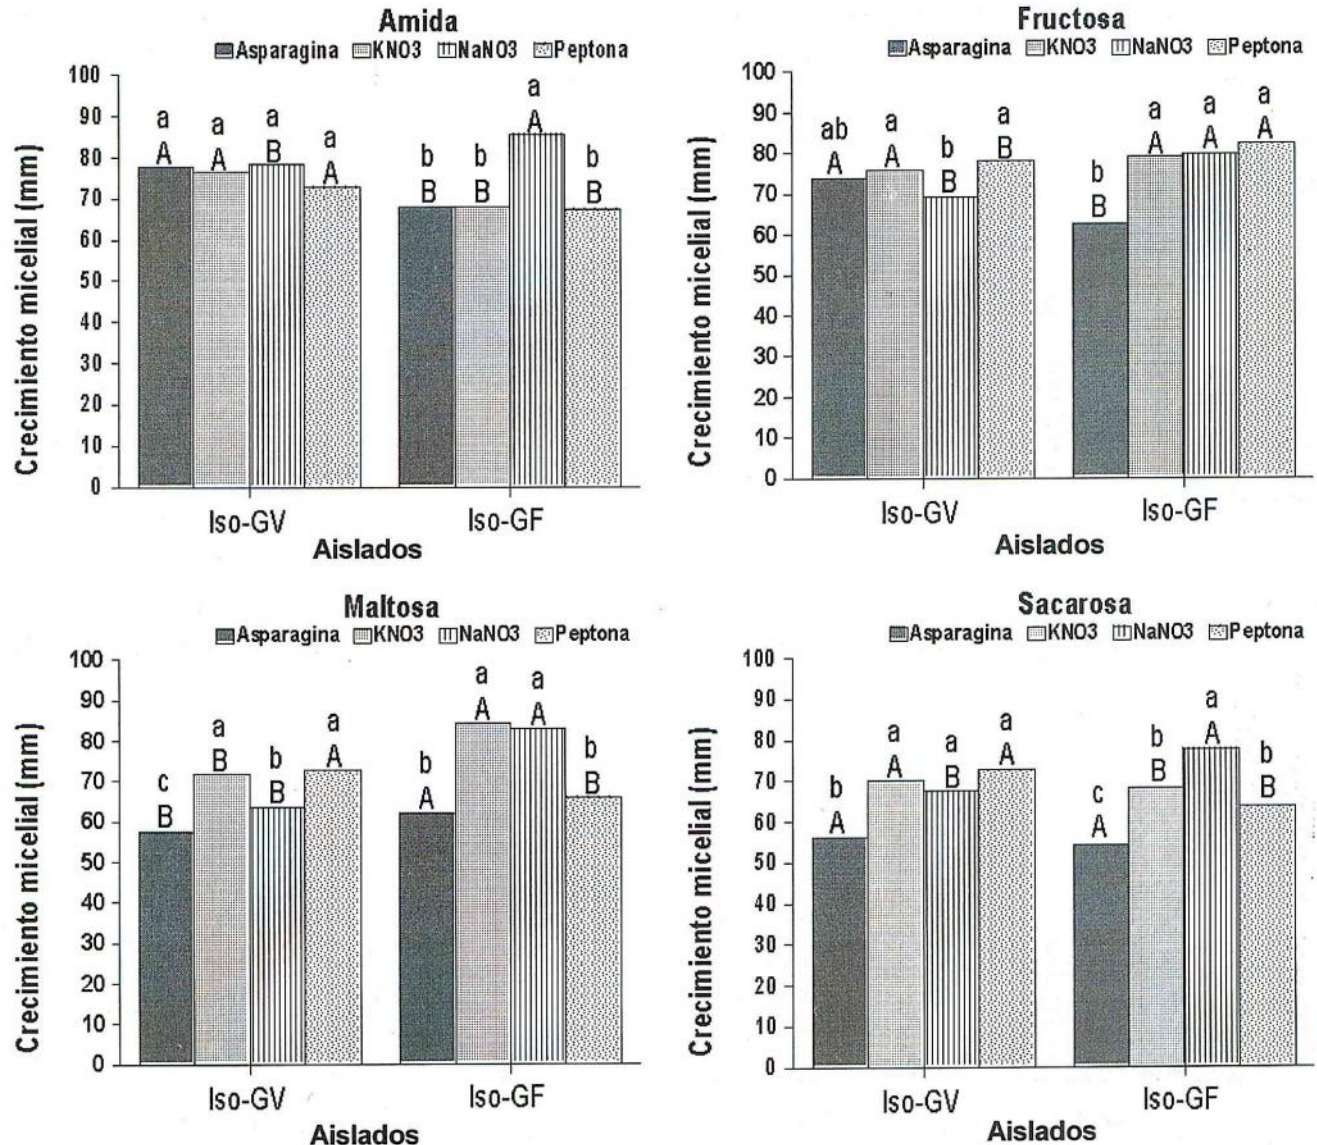 Amida
Asparagina KNO3 NaNO3 Peptona
Crecimiento micelial (mm)
100
90
80
70
60
50
40
30
20
10
0
a a a a b b a b
A A B A B B A B
Iso-GV Iso-GF
Aislados
Fructosa
Asparagina KNO3 NaNO3 Peptona
Crecimiento micelial (mm)
100
90
80
70
60
50
40
30
20
10
0
ab a b a b a a a
A A B B B A A A
Iso-GV Iso-GF
Aislados
Maltosa
Asparagina KNO3 NaNO3 Peptona
Crecimiento micelial (mm)
100
90
80
70
60
50
40
30
20
10
0
c a b a b a a b
B B B A A A A B
Iso-GV Iso-GF
Aislados
Sacarosa
Asparagina KNO3 NaNO3 Peptona
Crecimiento micelial (mm)
100
90
80
70
60
50
40
30
20
10
0
b a a a c b a b
A A B A A B A B
Iso-GV Iso-GF
Aislados